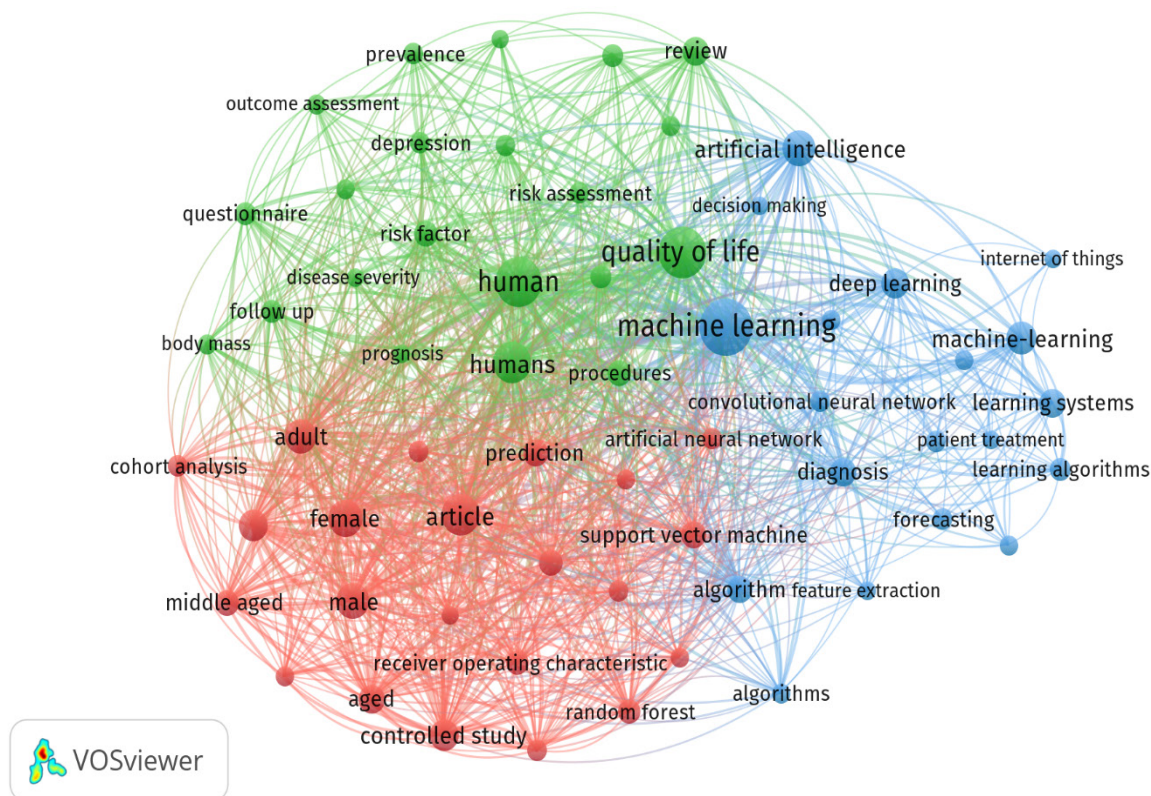 review
prevalence
outcome assessment
depression
artificial intelligence
risk assessment
decision making
questionnaire
risk factor
quality of life
internet of things
disease severity
human
deep learning
follow up
machine learning
machine-learning
body mass
prognosis
humans
procedures
convolutional neural network
learning systems
adult
artificial neural network
patient treatment
prediction
cohort analysis
diagnosis
learning algorithms
female
article
forecasting
support vector machine
algorithm
feature extraction
middle aged
male
receiver operating characteristic
algorithms
aged
random forest
controlled study
VOSviewer